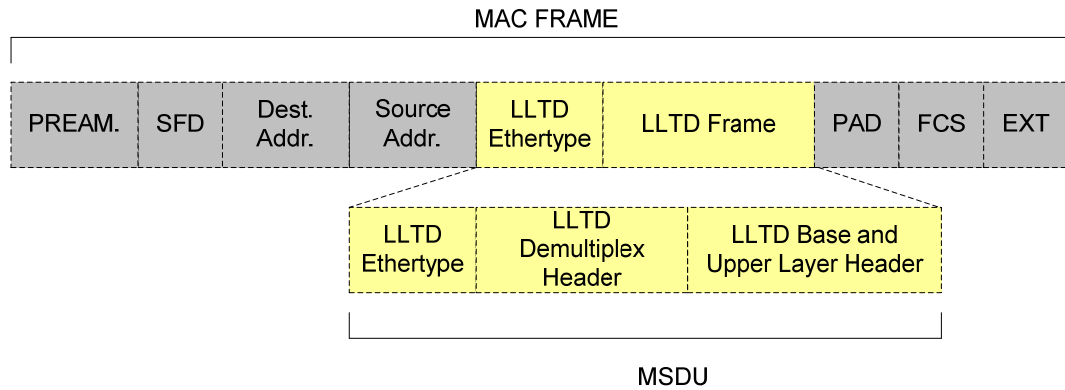 MAC FRAME
PREAM.
SFD
Dest.
Addr.
Source
Addr.
LLTD
Ethertype
LLTD Frame
PAD
FCS
EXT
LLTD
Ethertype
LLTD
Demultiplex
Header
LLTD Base and
Upper Layer Header
MSDU